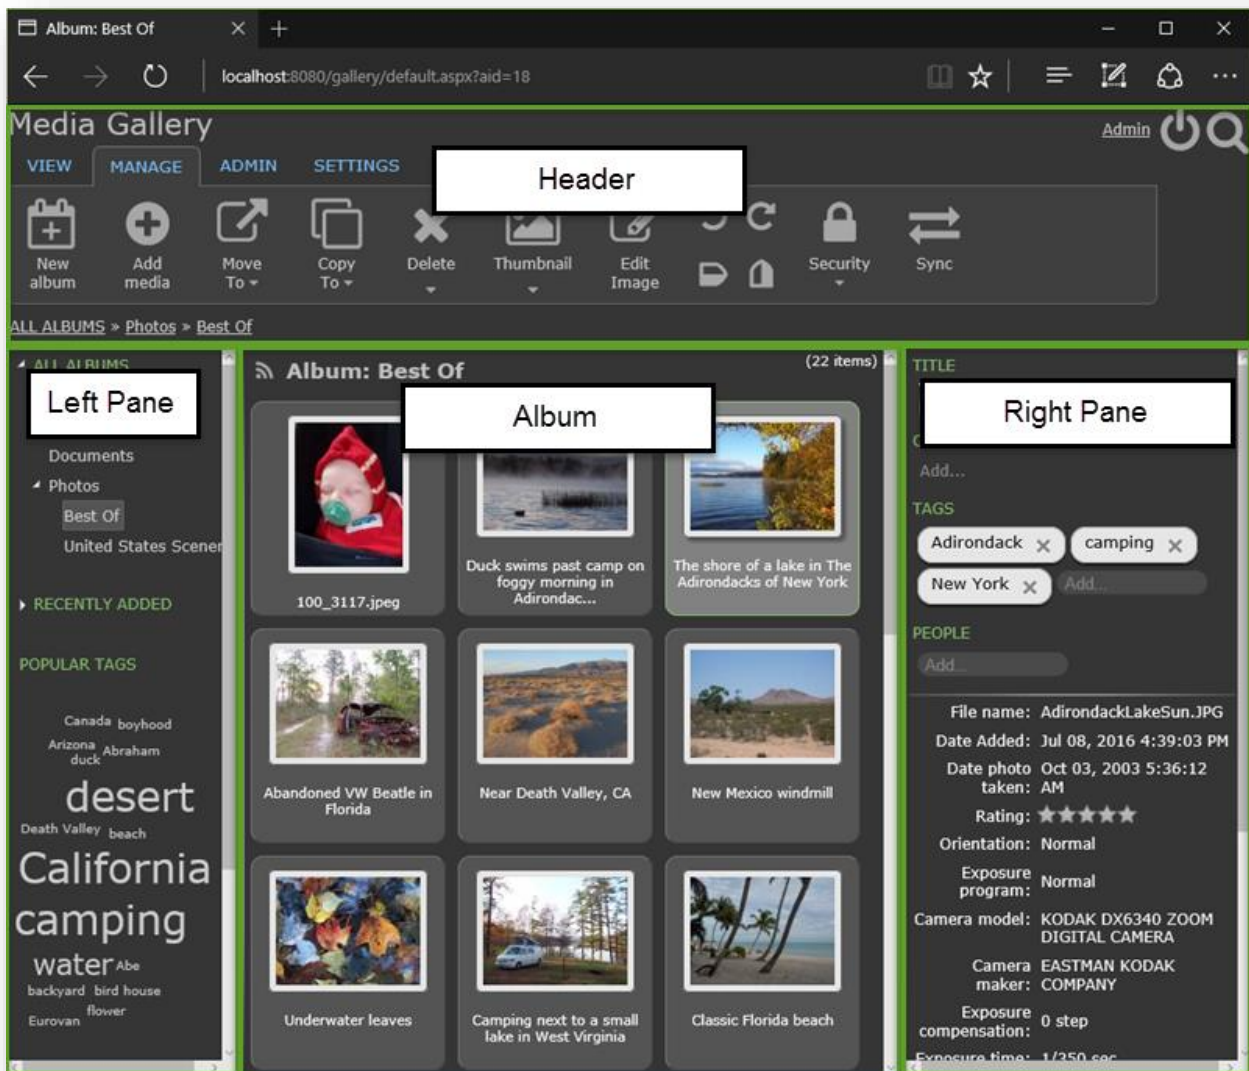 Album: Best Of
localhost:8080/gallery/default.aspx?aid=18
Media Gallery
Admin
VIEW MANAGE ADMIN SETTINGS
Header
New album
Add media
Move To
Copy To
Delete
Thumbnail
Edit Image
Security
Sync
ALL ALBUMS » Photos » Best Of
ALL ALBUMS
Left Pane
Documents
Photos
Best Of
United States Scener
RECENTLY ADDED
POPULAR TAGS
Canada boyhood
Arizona Abraham
duck
desert
Death Valley beach
California
camping
water Abe
backyard bird house
flower
Eurovan
Album: Best Of
(22 items)
Album
100_3117.jpeg
Duck swims past camp on
foggy morning in
Adirondac...
The shore of a lake in The
Adirondacks of New York
Abandoned VW Beatle in
Florida
Near Death Valley, CA
New Mexico windmill
Underwater leaves
Camping next to a small
lake in West Virginia
Classic Florida beach
TITLE
Right Pane
Add...
TAGS
Adirondack camping
New York Add...
PEOPLE
Add...
File name: AdirondackLakeSun.JPG
Date Added: Jul 08, 2016 4:39:03 PM
Date photo taken: Oct 03, 2003 5:36:12 AM
Rating:
Orientation: Normal
Exposure program: Normal
Camera model: KODAK DX6340 ZOOM DIGITAL CAMERA
Camera maker: EASTMAN KODAK COMPANY
Exposure compensation: 0 step
Exposure time: 1/350 sec